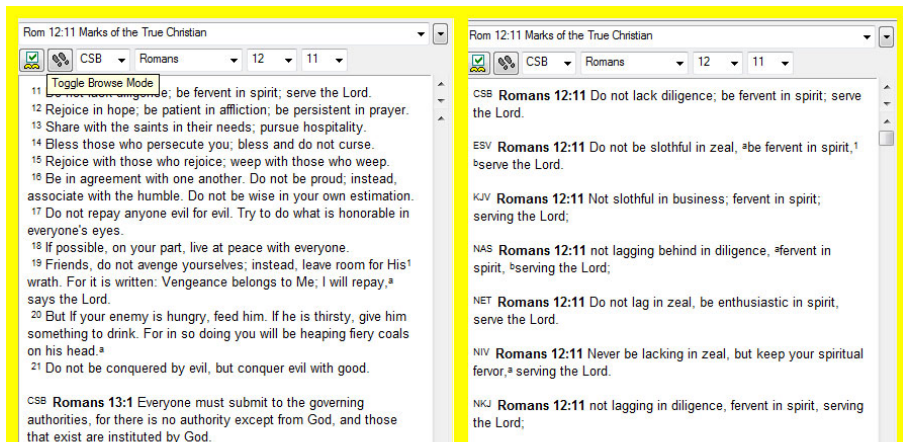 Rom 12:11 Marks of the True Christian
CSB Romans 12 11
Toggle Browse Mode
11 be fervent in spirit; serve the Lord.
12 Rejoice in hope; be patient in affliction; be persistent in prayer.
13 Share with the saints in their needs; pursue hospitality.
14 Bless those who persecute you; bless and do not curse.
15 Rejoice with those who rejoice; weep with those who weep.
16 Be in agreement with one another. Do not be proud; instead,
associate with the humble. Do not be wise in your own estimation.
17 Do not repay anyone evil for evil. Try to do what is honorable in
everyone's eyes.
18 If possible, on your part, live at peace with everyone.
19 Friends, do not avenge yourselves; instead, leave room for His1
wrath. For it is written: Vengeance belongs to Me; I will repay,a
says the Lord.
20 But If your enemy is hungry, feed him. If he is thirsty, give him
something to drink. For in so doing you will be heaping fiery coals
on his head.a
21 Do not be conquered by evil, but conquer evil with good.
CSB Romans 13:1 Everyone must submit to the governing
authorities, for there is no authority except from God, and those
that exist are instituted by God.
Rom 12:11 Marks of the True Christian
CSB Romans 12 11
CSB Romans 12:11 Do not lack diligence; be fervent in spirit; serve
the Lord.
ESV Romans 12:11 Do not be slothful in zeal, abe fervent in spirit,1
bserve the Lord.
KJV Romans 12:11 Not slothful in business; fervent in spirit;
serving the Lord;
NAS Romans 12:11 not lagging behind in diligence, afervent in
spirit, bserving the Lord;
NET Romans 12:11 Do not lag in zeal, be enthusiastic in spirit,
serve the Lord.
NIV Romans 12:11 Never be lacking in zeal, but keep your spiritual
fervor,a serving the Lord.
NKJ Romans 12:11 not lagging in diligence, fervent in spirit, serving
the Lord;